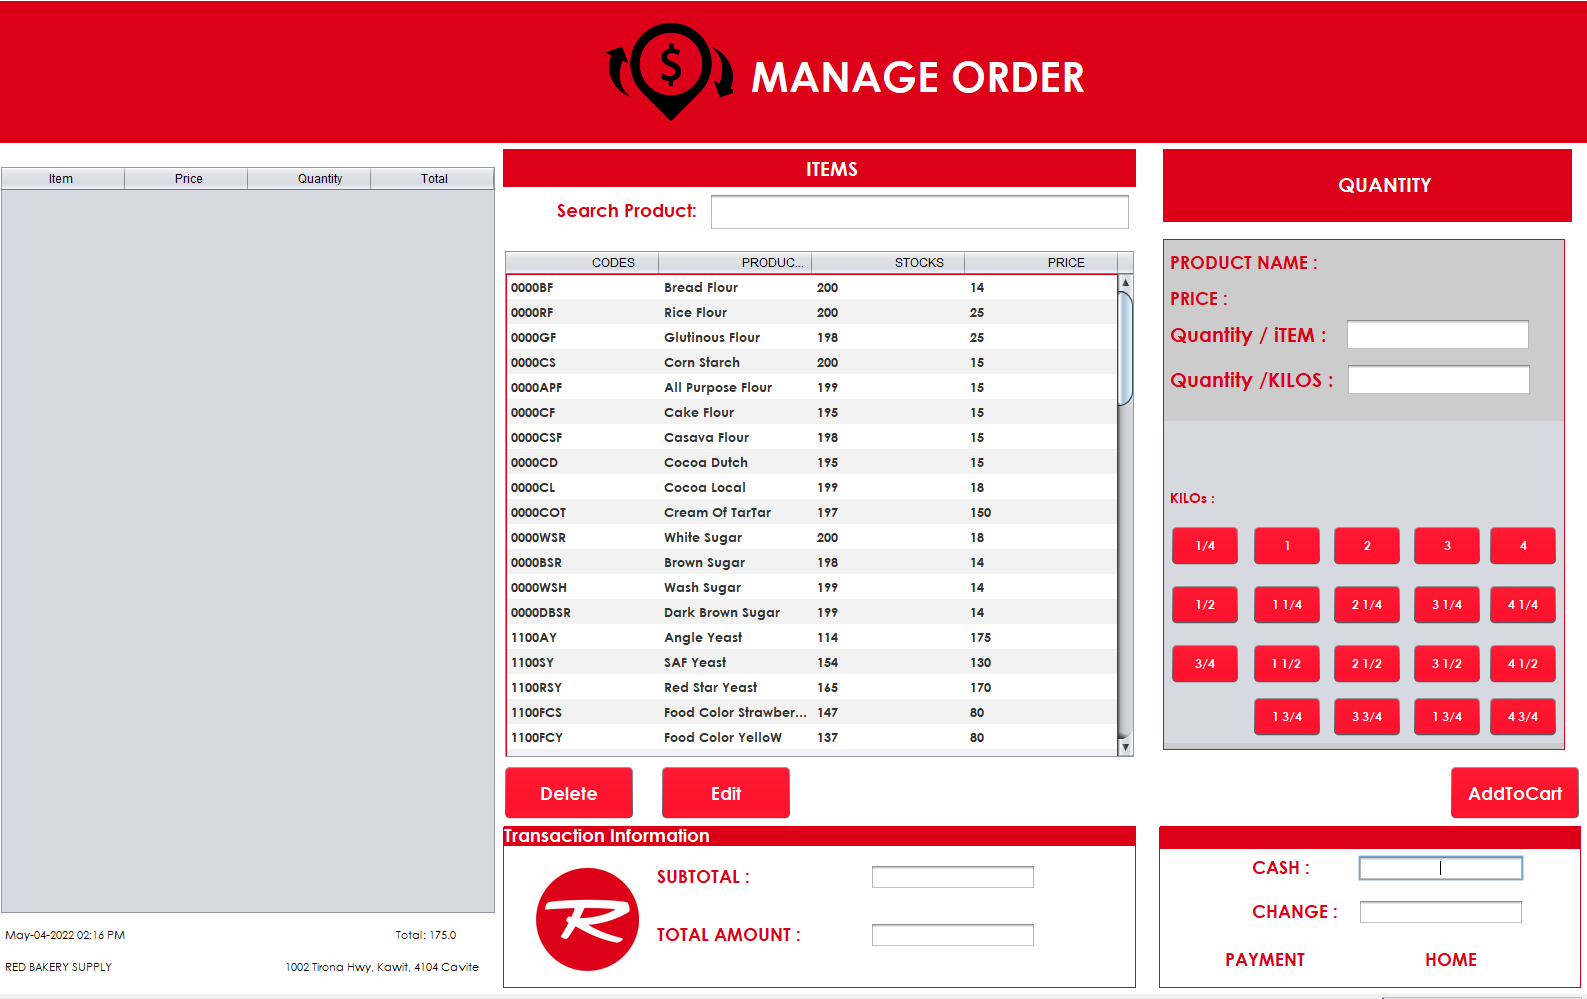 $
MANAGE ORDER
Item Price Quantity Total
May-04-2022 02:16 PM Total: 175.0
RED BAKERY SUPPLY 1002 Tirona Hwy, Kawit, 4104 Cavite
ITEMS
Search Product:
CODES PRODUC... STOCKS PRICE
0000BF Bread Flour 200 14
0000RF Rice Flour 200 25
0000GF Glutinous Flour 198 25
0000CS Corn Starch 200 15
0000APF All Purpose Flour 199 15
0000CF Cake Flour 195 15
0000CSF Casava Flour 198 15
0000CD Cocoa Dutch 195 15
0000CL Cocoa Local 199 18
0000COT Cream Of TarTar 197 150
0000WSR White Sugar 200 18
0000BSR Brown Sugar 198 14
0000WSH Wash Sugar 199 14
0000DBSR Dark Brown Sugar 199 14
1100AY Angle Yeast 114 175
1100SY SAF Yeast 154 130
1100RSY Red Star Yeast 165 170
1100FCS Food Color Strawber... 147 80
1100FCY Food Color YelloW 137 80
Delete Edit
Transaction Information
R
SUBTOTAL :
TOTAL AMOUNT :
QUANTITY
PRODUCT NAME :
PRICE :
Quantity / iTEM :
Quantity /KILOS :
KILOs :
1/4 1 2 3 4
1/2 1 1/4 2 1/4 3 1/4 4 1/4
3/4 1 1/2 2 1/2 3 1/2 4 1/2
1 3/4 3 3/4 1 3/4 4 3/4
AddToCart
CASH :
CHANGE :
PAYMENT HOME